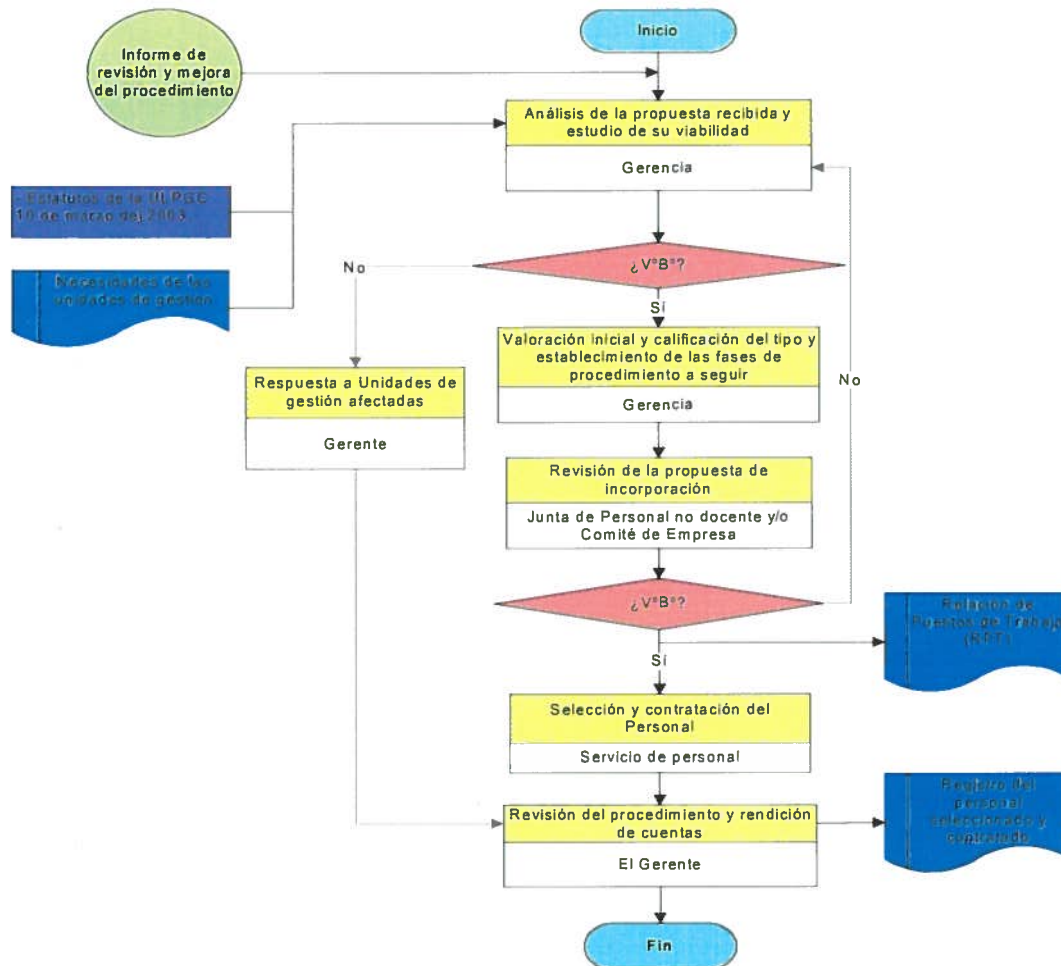 Inicio
Informe de
revisión y mejora
del procedimiento
Análisis de la propuesta recibida y
estudio de su viabilidad
Gerencia
- Estatutos de la ULPGC
10 de marzo del 2003.
Necesidades de las
unidades de gestión
¿VºBº?
No
Sí
Valoración inicial y calificación del tipo y
establecimiento de las fases de
procedimiento a seguir
Gerencia
No
Respuesta a Unidades de
gestión afectadas
Gerente
Revisión de la propuesta de
incorporación
Junta de Personal no docente y/o
Comité de Empresa
¿VºBº?
Relación de
Puestos de Trabajo
(RPT)
Sí
Selección y contratación del
Personal
Servicio de personal
Revisión del procedimiento y rendición
de cuentas
El Gerente
Registro del
personal
seleccionado y
contratado
Fin